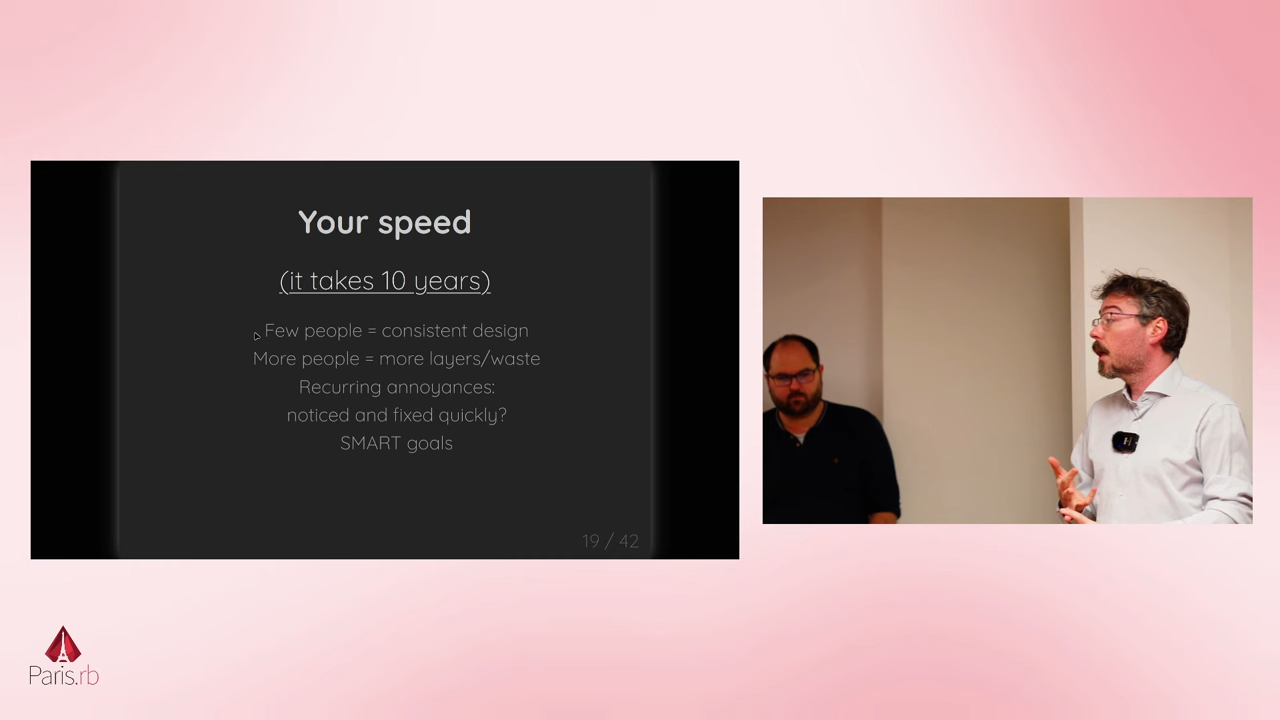 Your speed
(it takes 10 years)
Few people = consistent design
More people = more layers/waste
Recurring annoyances:
noticed and fixed quickly?
SMART goals
19 / 42
Paris.rb